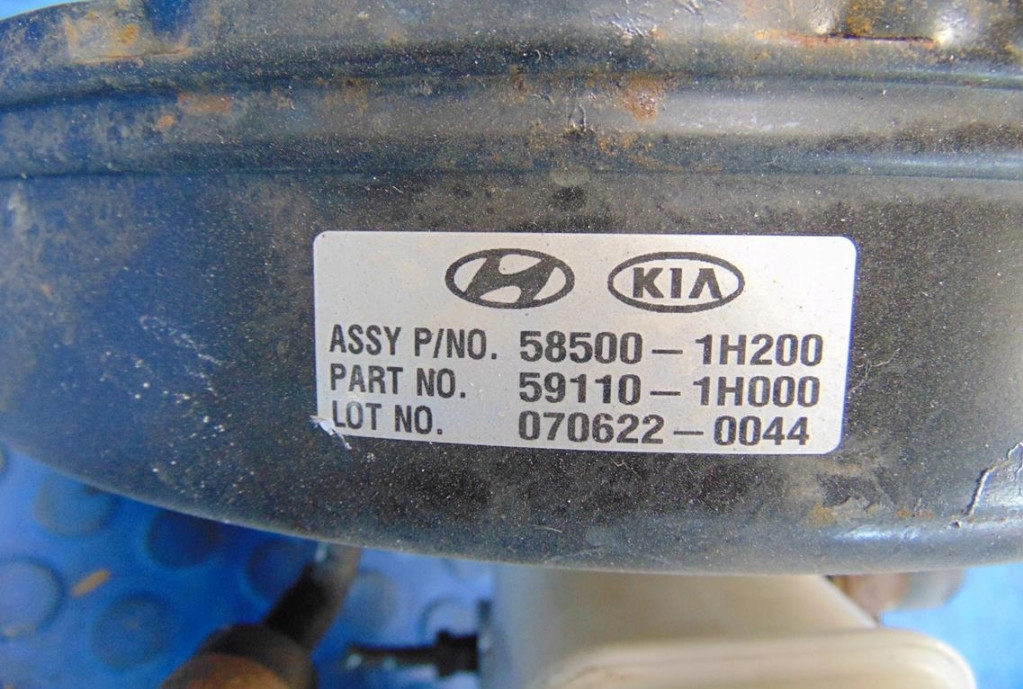 KIA
ASSY P/NO. 58500-1H200
PART NO. 59110-1H000
LOT NO. 070622-0044